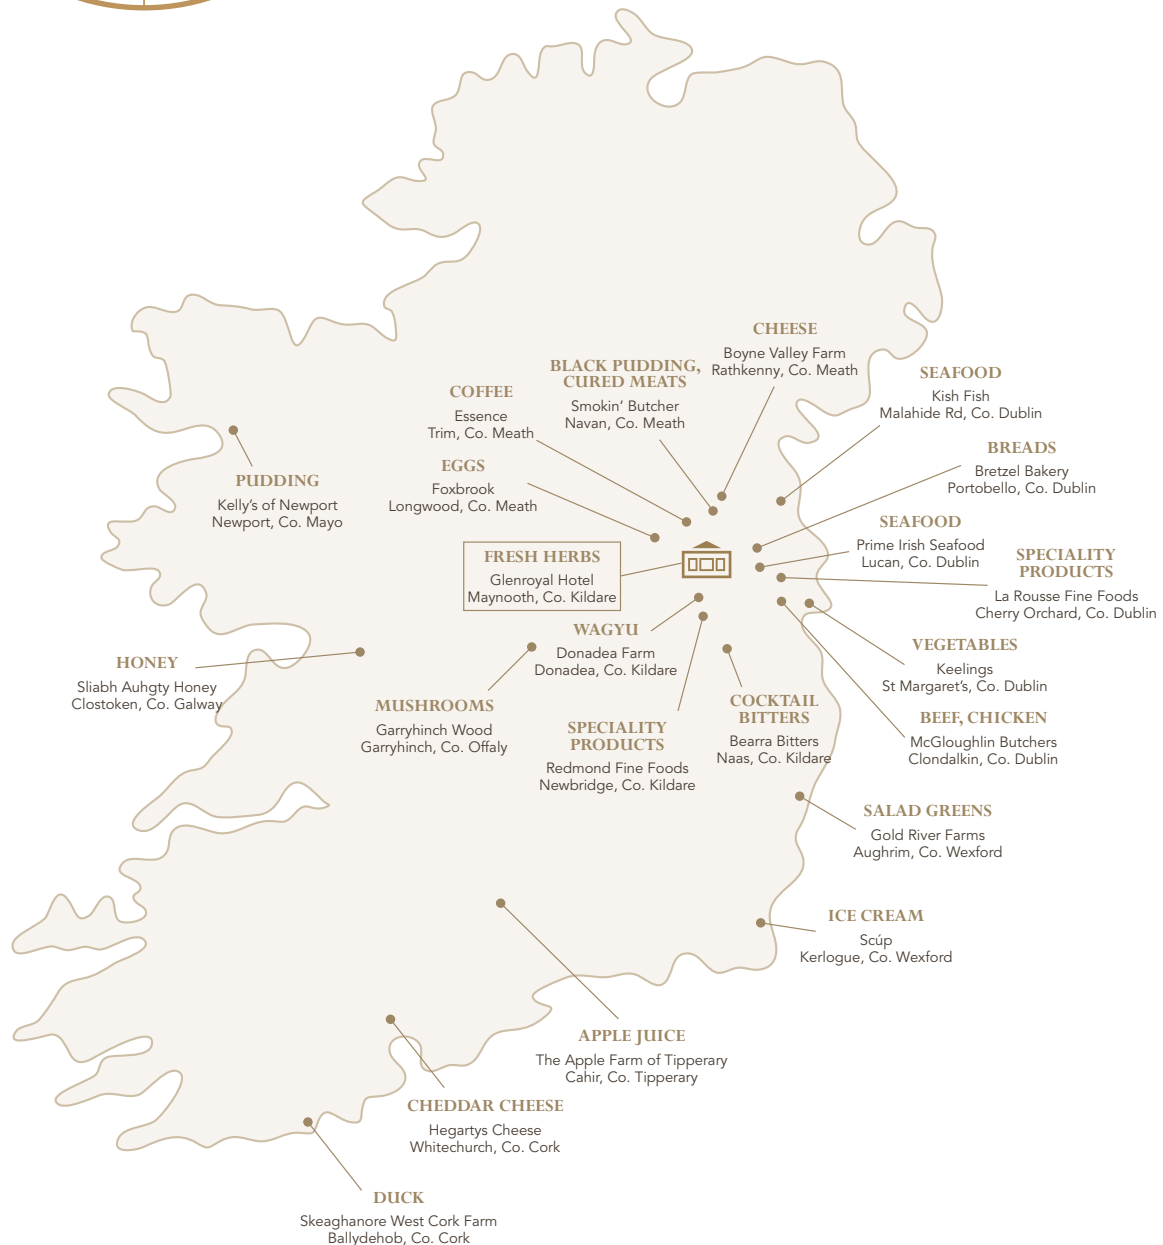 CHEESE
Boyne Valley Farm
Rathkenny, Co. Meath
BLACK PUDDING,
CURED MEATS
Smokin’ Butcher
Navan, Co. Meath
SEAFOOD
Kish Fish
Malahide Rd, Co. Dublin
COFFEE
Essence
Trim, Co. Meath
BREADS
Bretzel Bakery
Portobello, Co. Dublin
EGGS
Foxbrook
Longwood, Co. Meath
PUDDING
Kelly’s of Newport
Newport, Co. Mayo
SEAFOOD
Prime Irish Seafood
Lucan, Co. Dublin
FRESH HERBS
Glenroyal Hotel
Maynooth, Co. Kildare
SPECIALITY
PRODUCTS
La Rousse Fine Foods
Cherry Orchard, Co. Dublin
WAGYU
Donadea Farm
Donadea, Co. Kildare
VEGETABLES
Keelings
St Margaret’s, Co. Dublin
HONEY
Sliabh Auhgty Honey
Clostoken, Co. Galway
MUSHROOMS
Garryhinch Wood
Garryhinch, Co. Offaly
SPECIALITY
PRODUCTS
Redmond Fine Foods
Newbridge, Co. Kildare
COCKTAIL
BITTERS
Bearra Bitters
Naas, Co. Kildare
BEEF, CHICKEN
McGloughlin Butchers
Clondalkin, Co. Dublin
SALAD GREENS
Gold River Farms
Aughrim, Co. Wexford
ICE CREAM
Scúp
Kerlogue, Co. Wexford
APPLE JUICE
The Apple Farm of Tipperary
Cahir, Co. Tipperary
CHEDDAR CHEESE
Hegartys Cheese
Whitechurch, Co. Cork
DUCK
Skeaghanore West Cork Farm
Ballydehob, Co. Cork